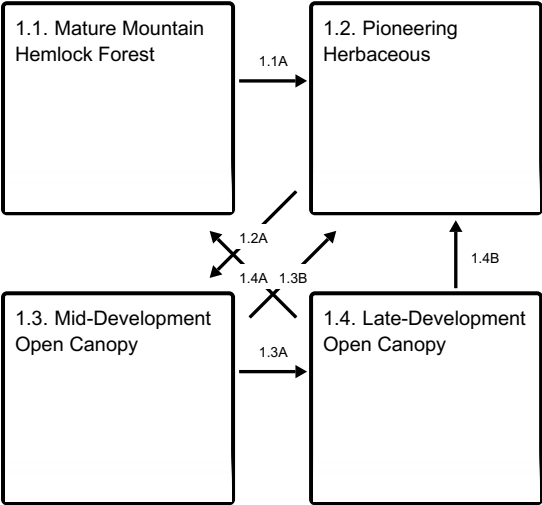 1.1. Mature Mountain
Hemlock Forest
1.1A
1.2. Pioneering
Herbaceous
1.2A
1.4A
1.3B
1.4B
1.3. Mid-Development
Open Canopy
1.3A
1.4. Late-Development
Open Canopy